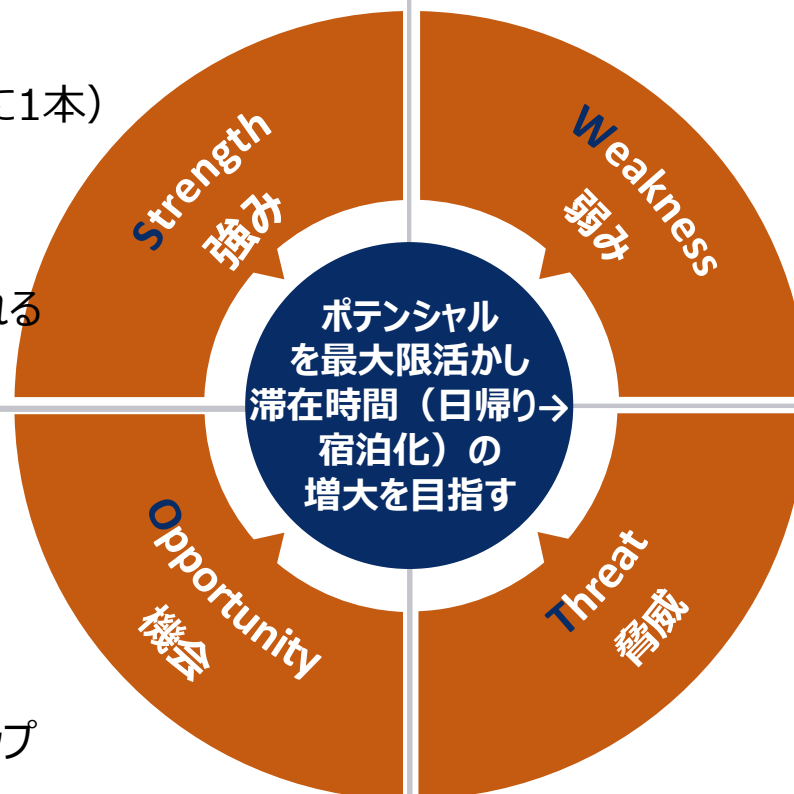 に1本）
Strength
強み
Weakness
弱み
れる
ポテンシャル
を最大限活かし
滞在時間（日帰り→
宿泊化）の
増大を目指す
Opportunity
機会
Threat
脅威
ップ